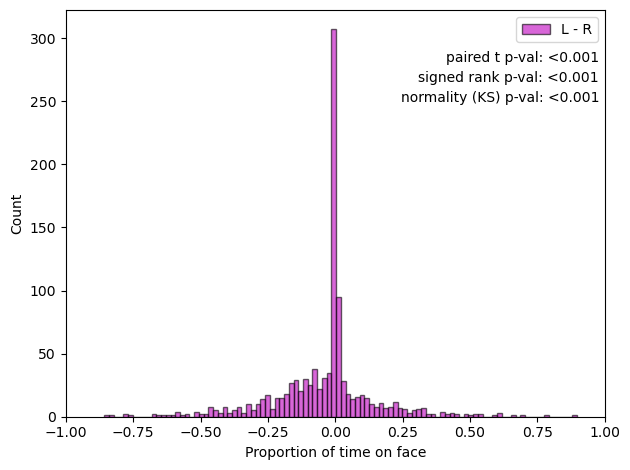 L - R
paired t p-val: <0.001
signed rank p-val: <0.001
normality (KS) p-val: <0.001
300
250
200
150
100
50
0
Count
−1.00 −0.75 −0.50 −0.25 0.00 0.25 0.50 0.75 1.00
Proportion of time on face